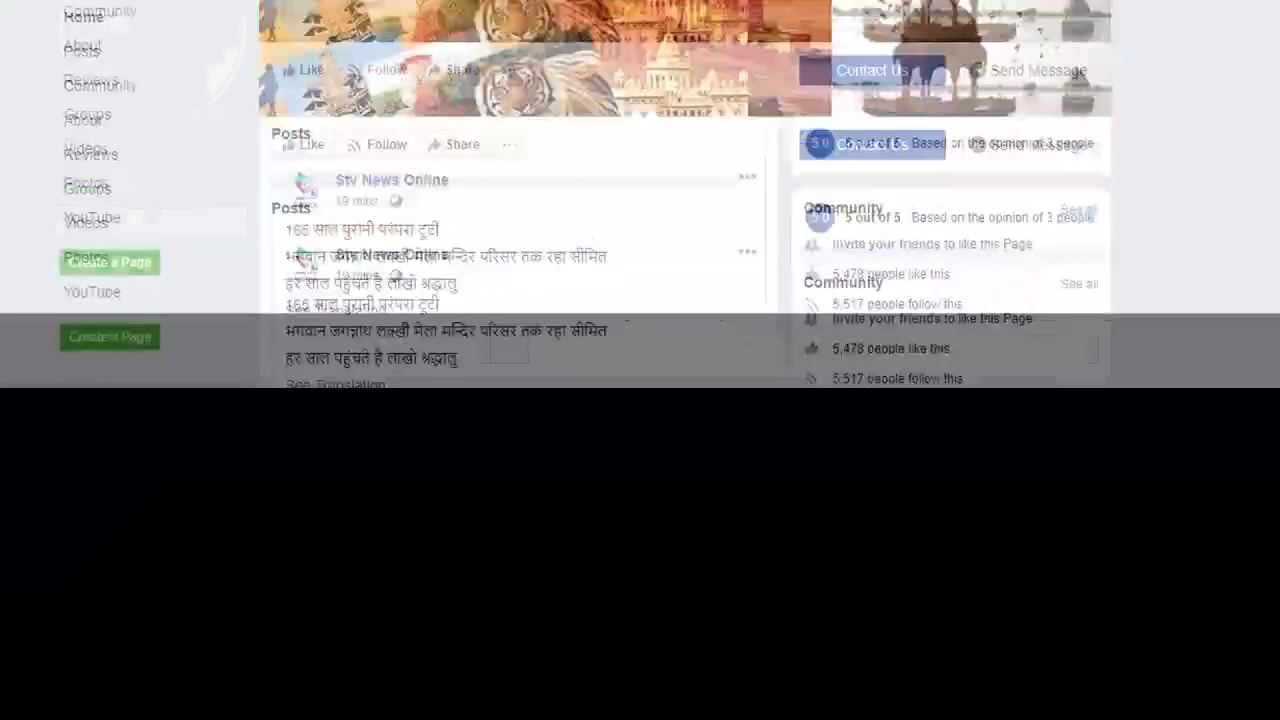 Home
Posts
Community
About
Reviews
Groups
Videos
Photos
YouTube
Create a Page
Like
Follow
Share
Contact Us
Send Message
Posts
Stv News Online
19 mins
165 साल पुरानी परंपरा टूटी
भगवान जगन्नाथ लक्खी मेला मन्दिर परिसर तक रहा सीमित
हर साल पहुंचते है लाखो श्रद्धालु
See Translation
5.0
5 out of 5 Based on the opinion of 3 people
Community
See all
Invite your friends to like this Page
5,478 people like this
5,517 people follow this